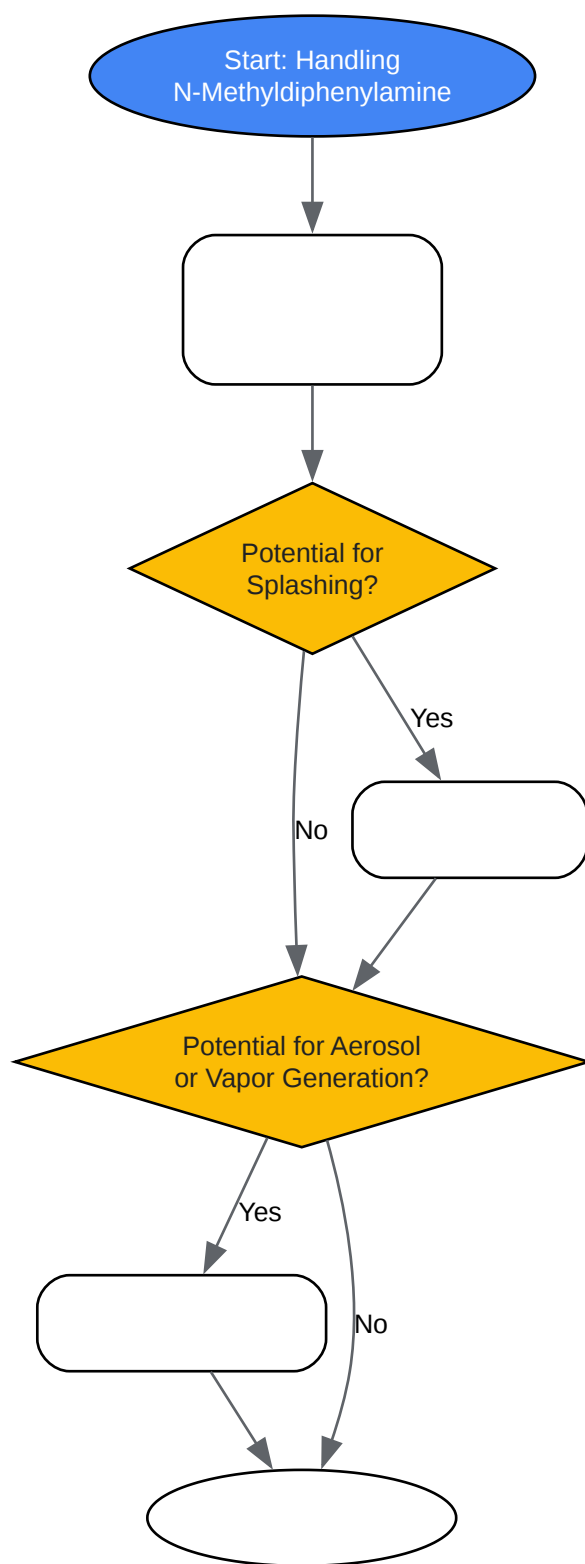 Start: Handling
N-Methyldiphenylamine
Potential for
Splashing?
Yes
No
Potential for Aerosol
or Vapor Generation?
Yes
No